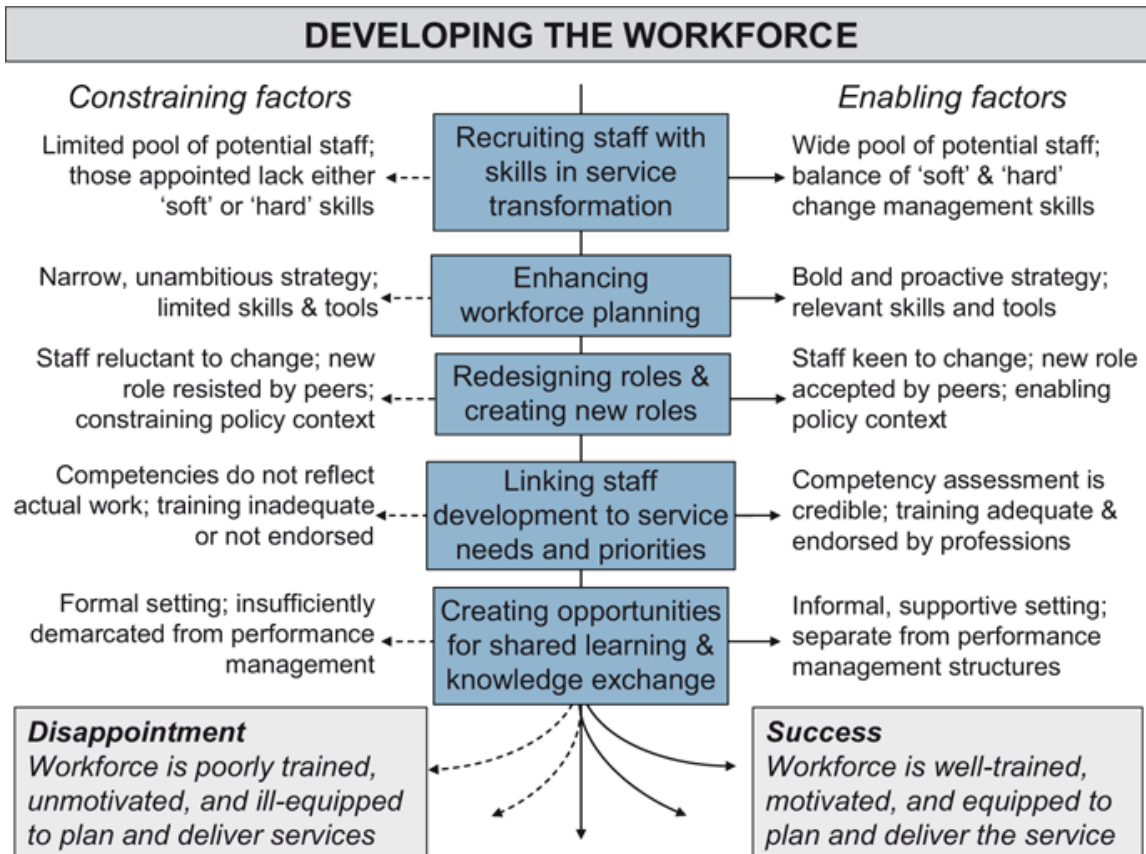 DEVELOPING THE WORKFORCE
Constraining factors
Enabling factors
Limited pool of potential staff;
those appointed lack either
‘soft’ or ‘hard’ skills
Recruiting staff with
skills in service
transformation
Wide pool of potential staff;
balance of ‘soft’ & ‘hard’
change management skills
Narrow, unambitious strategy;
limited skills & tools
Enhancing
workforce planning
Bold and proactive strategy;
relevant skills and tools
Staff reluctant to change; new
role resisted by peers;
constraining policy context
Redesigning roles &
creating new roles
Staff keen to change; new role
accepted by peers; enabling
policy context
Competencies do not reflect
actual work; training inadequate
or not endorsed
Linking staff
development to service
needs and priorities
Competency assessment is
credible; training adequate &
endorsed by professions
Formal setting; insufficiently
demarcated from performance
management
Creating opportunities
for shared learning &
knowledge exchange
Informal, supportive setting;
separate from performance
management structures
Disappointment
Workforce is poorly trained,
unmotivated, and ill-equipped
to plan and deliver services
Success
Workforce is well-trained,
motivated, and equipped to
plan and deliver the service